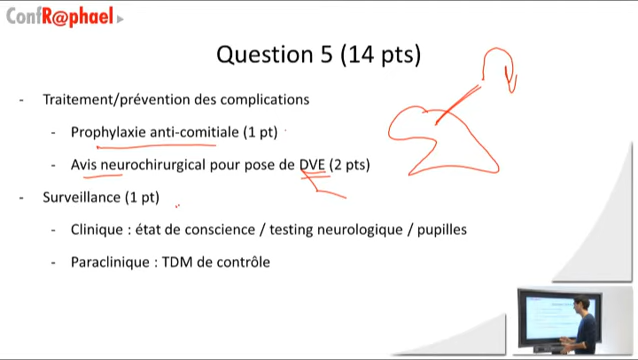 ConfR@phael
Question 5 (14 pts)
- Traitement/prévention des complications
- Prophylaxie anti-comitiale (1 pt)
- Avis neurochirurgical pour pose de DVE (2 pts)
- Surveillance (1 pt)
- Clinique : état de conscience / testing neurologique / pupilles
- Paraclinique : TDM de contrôle